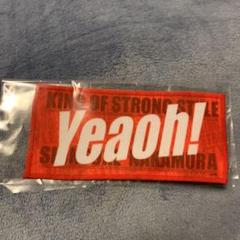 KING OF STRONG STYLE
Yeaoh!
NAKAMURA